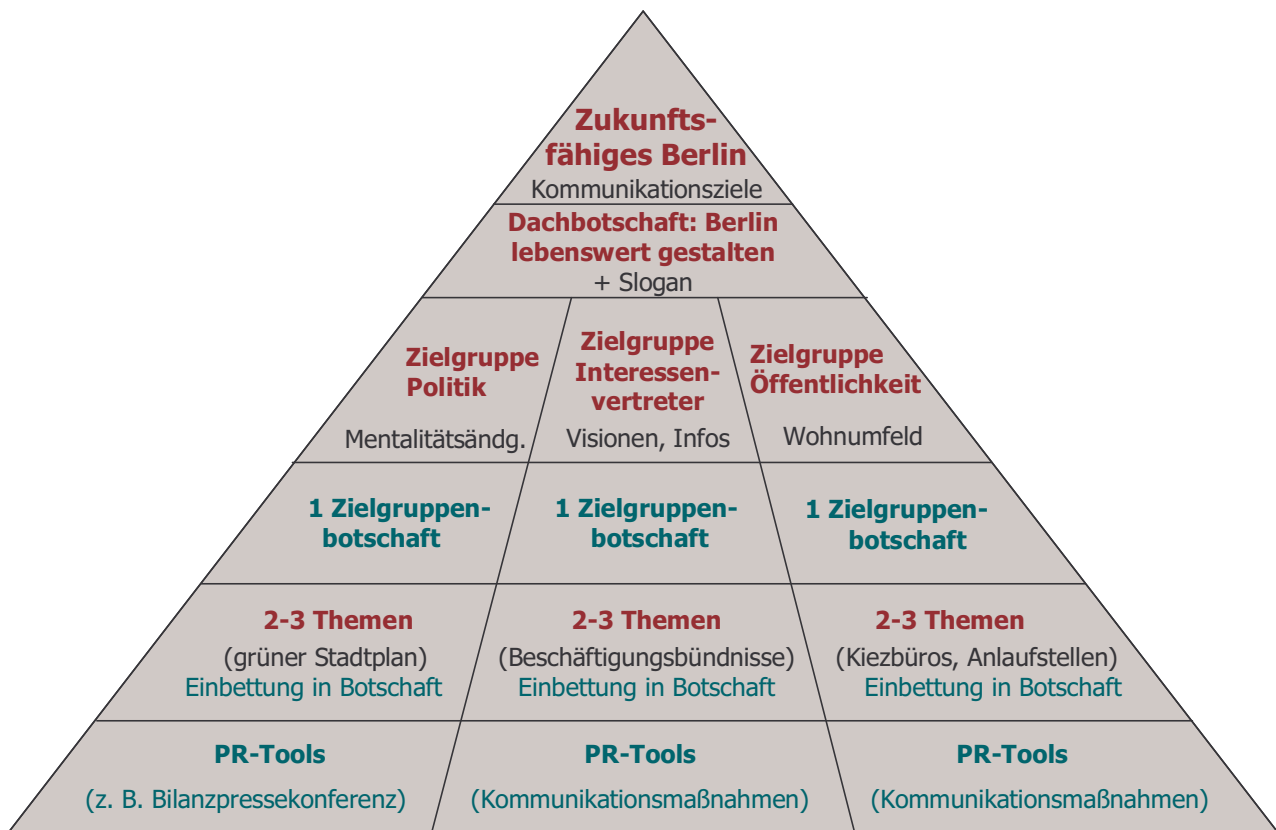 Zukunfts-
fähiges Berlin
Kommunikationsziele
Dachbotschaft: Berlin
lebenswert gestalten
+ Slogan
Zielgruppe
Politik
Mentalitätsändg.
Zielgruppe
Interessen-
vertreter
Visionen, Infos
Zielgruppe
Öffentlichkeit
Wohnumfeld
1 Zielgruppen-
botschaft
1 Zielgruppen-
botschaft
1 Zielgruppen-
botschaft
2-3 Themen
(grüner Stadtplan)
Einbettung in Botschaft
2-3 Themen
(Beschäftigungsbündnisse)
Einbettung in Botschaft
2-3 Themen
(Kiezbüros, Anlaufstellen)
Einbettung in Botschaft
PR-Tools
(z. B. Bilanzpressekonferenz)
PR-Tools
(Kommunikationsmaßnahmen)
PR-Tools
(Kommunikationsmaßnahmen)